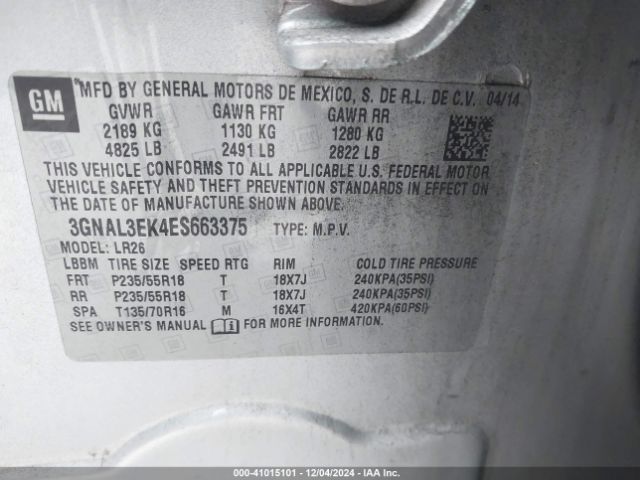 GM
MFD BY GENERAL MOTORS DE MEXICO, S. DE R.L. DE C.V. 04/14
GVWR GAWR FRT GAWR RR
2189 KG 1130 KG 1280 KG
4825 LB 2491 LB 2822 LB
THIS VEHICLE CONFORMS TO ALL APPLICABLE U.S. FEDERAL MOTOR
VEHICLE SAFETY AND THEFT PREVENTION STANDARDS IN EFFECT ON
THE DATE OF MANUFACTURE SHOWN ABOVE.
3GNAL3EK4ES663375 TYPE: M.P.V.
MODEL: LR26
LBBM TIRE SIZE SPEED RTG RIM COLD TIRE PRESSURE
FRT P235/55R18 T 18X7J 240KPA(35PSI)
RR P235/55R18 T 18X7J 240KPA(35PSI)
SPA T135/70R16 M 16X4T 420KPA(60PSI)
SEE OWNER'S MANUAL FOR MORE INFORMATION.
000-41015101 - 12/04/2024 - IAA Inc.